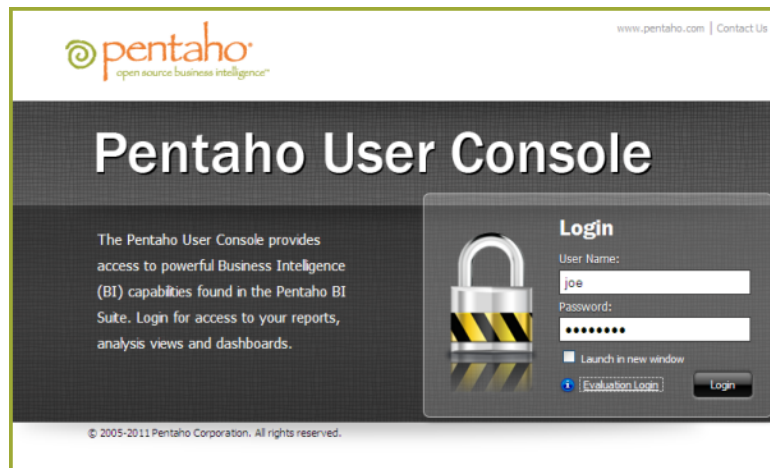 www.pentaho.com | Contact Us
pentaho
open source business intelligence™
Pentaho User Console
The Pentaho User Console provides
access to powerful Business Intelligence
(BI) capabilities found in the Pentaho BI
Suite. Login for access to your reports,
analysis views and dashboards.
Login
User Name:
joe
Password:
••••••••
Launch in new window
Evaluation Login
Login
© 2005-2011 Pentaho Corporation. All rights reserved.